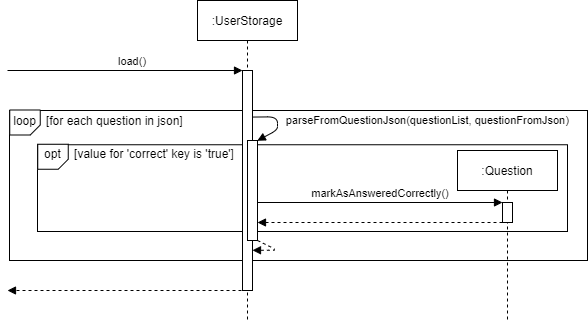 :UserStorage
load()
loop [for each question in json]
parseFromQuestionJson(questionList, questionFromJson)
opt [value for 'correct' key is 'true']
:Question
markAsAnsweredCorrectly()